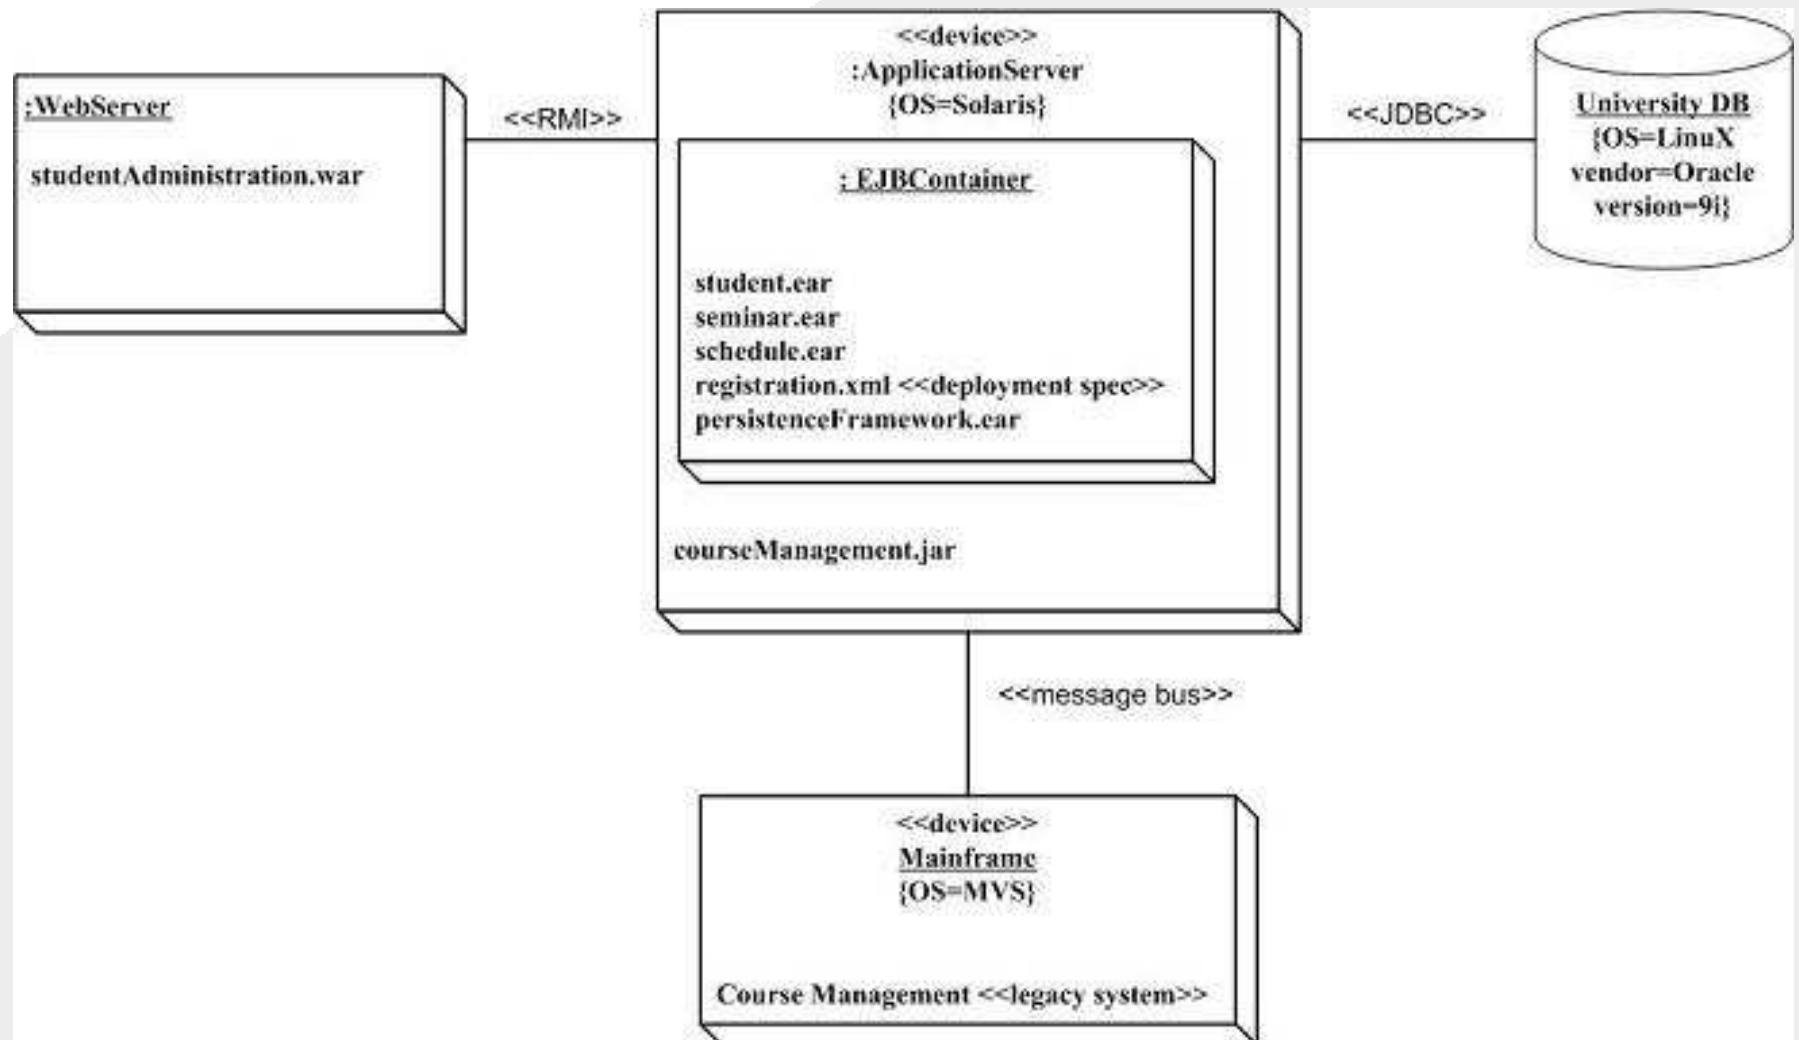 :WebServer
studentAdministration.war
<<RMI>>
<<device>>
:ApplicationServer
{OS=Solaris}
: EJBContainer
student.ear
seminar.ear
schedule.ear
registration.xml <<deployment spec>>
persistenceFramework.ear
courseManagement.jar
<<JDBC>>
University DB
{OS=LinuX
vendor=Oracle
version=9i}
<<message bus>>
<<device>>
Mainframe
{OS=MVS}
Course Management <<legacy system>>